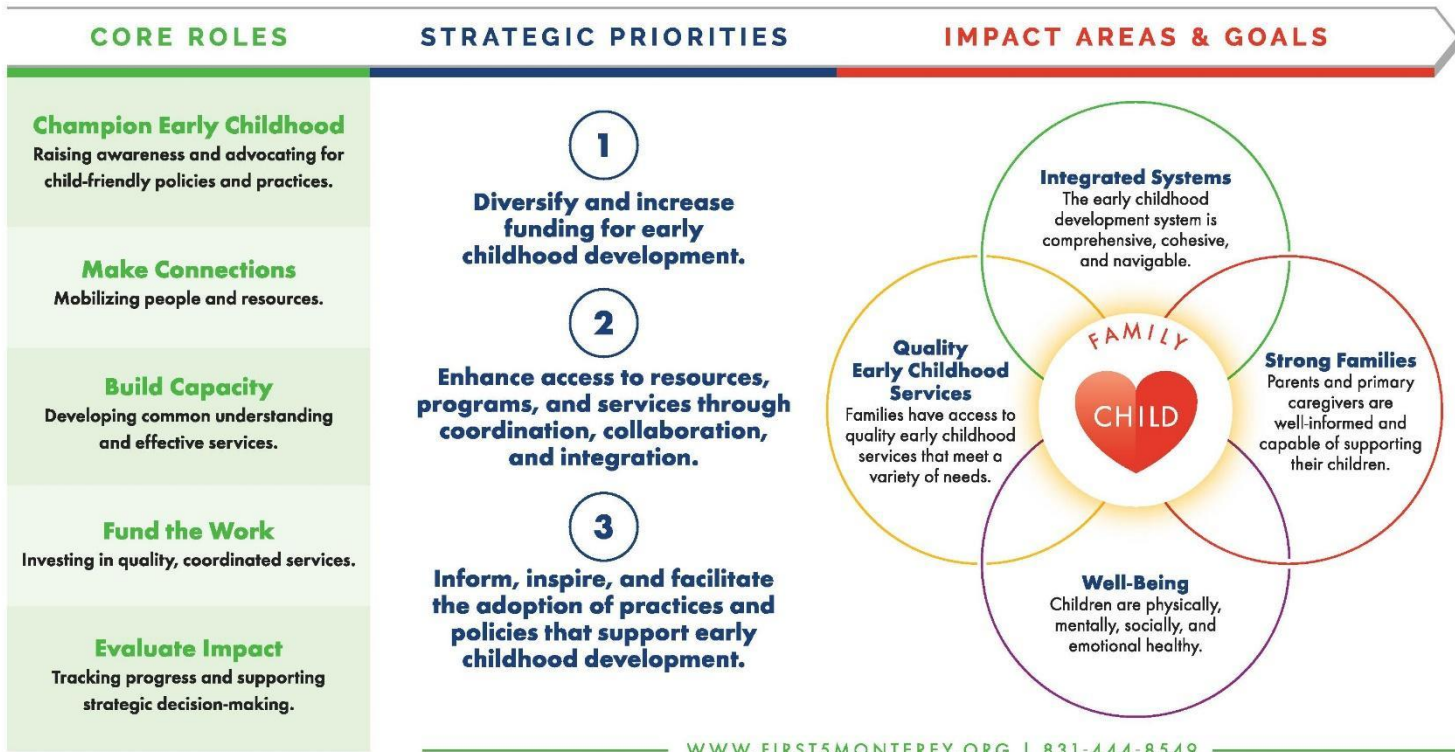 CORE ROLES
STRATEGIC PRIORITIES
IMPACT AREAS & GOALS
Champion Early Childhood
Raising awareness and advocating for
child-friendly policies and practices.
Make Connections
Mobilizing people and resources.
Build Capacity
Developing common understanding
and effective services.
Fund the Work
Investing in quality, coordinated services.
Evaluate Impact
Tracking progress and supporting
strategic decision-making.
1
Diversify and increase
funding for early
childhood development.
2
Enhance access to resources,
programs, and services through
coordination, collaboration,
and integration.
3
Inform, inspire, and facilitate
the adoption of practices and
policies that support early
childhood development.
Integrated Systems
The early childhood
development system is
comprehensive, cohesive,
and navigable.
Quality
Early Childhood
Services
Families have access to
quality early childhood
services that meet a
variety of needs.
FAMILY
CHILD
Strong Families
Parents and primary
caregivers are
well-informed and
capable of supporting
their children.
Well-Being
Children are physically,
mentally, socially, and
emotional healthy.
WWW.FIRST5MONTEREY.ORG | 831-444-8549